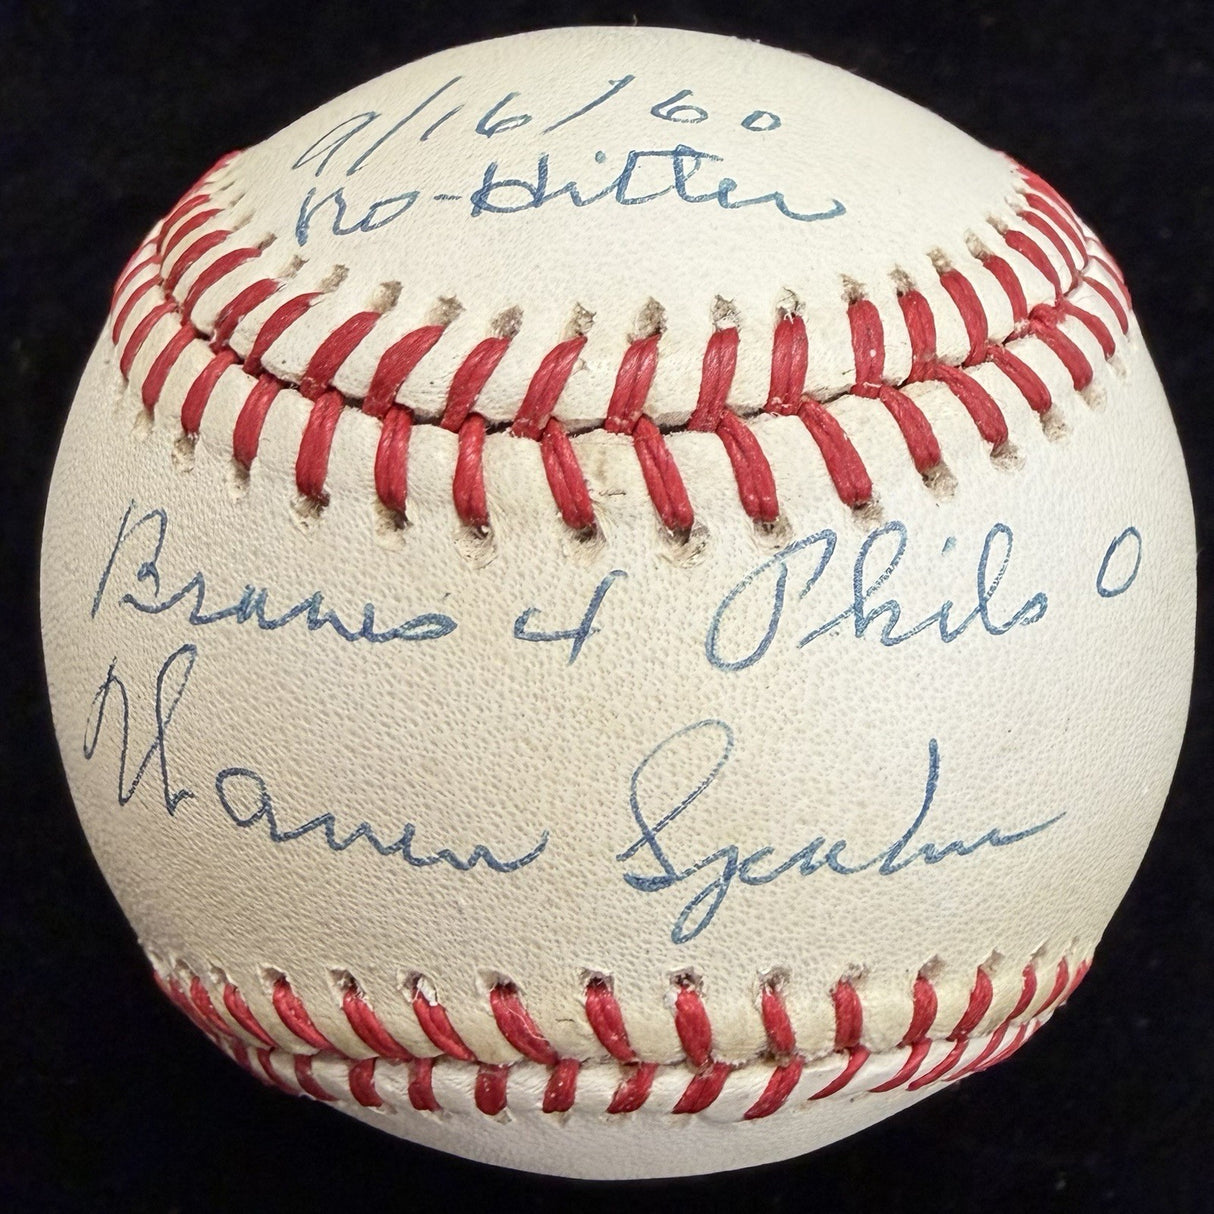 9/16/60
No-Hitter
Braves 4 Phils 0
Warren Spahn